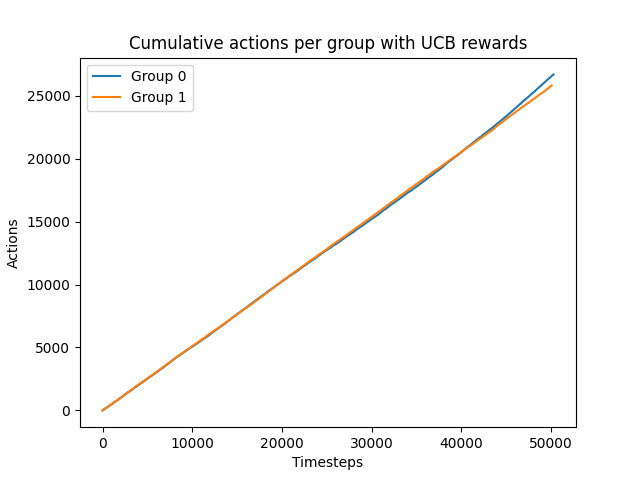 Cumulative actions per group with UCB rewards
Group 0
Group 1
25000
20000
15000
10000
5000
0
Actions
0 10000 20000 30000 40000 50000
Timesteps